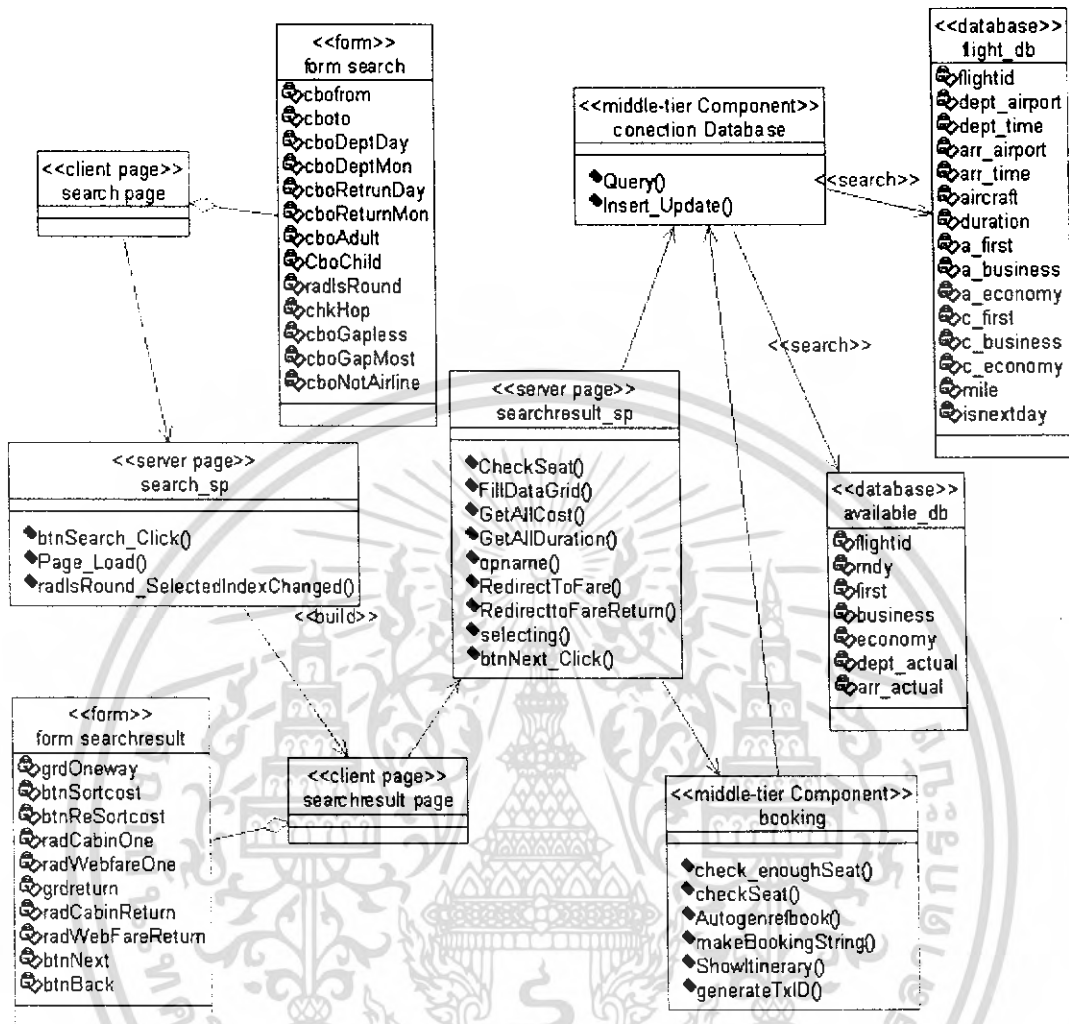 <<form>>
form search
cbofrom
cboto
cboDeptDay
cboDeptMon
cboRetrunDay
cboReturnMon
cboAdult
CboChild
radIsRound
chkHop
cboGapless
cboGapMost
cboNotAirline
<<client page>>
search page
<<middle-tier Component>>
conection Database
Query()
Insert_Update()
<<search>>
<<database>>
flight_db
flightid
dept_airport
dept_time
arr_airport
arr_time
aircraft
duration
a_first
a_business
a_economy
c_first
c_business
c_economy
mile
isnextday
<<search>>
<<server page>>
search_sp
btnSearch_Click()
Page_Load()
radIsRound_SelectedIndexChanged()
<<build>>
<<server page>>
searchresult_sp
CheckSeat()
FillDataGrid()
GetAllCost()
GetAllDuration()
opname()
RedirectToFare()
RedirecttoFareReturn()
selecting()
btnNext_Click()
<<database>>
available_db
flightid
mdy
first
business
economy
dept_actual
arr_actual
<<form>>
form searchresult
grdOneway
btnSortcost
btnReSortcost
radCabinOne
radWebfareOne
grdreturn
radCabinReturn
radWebFareReturn
btnNext
btnBack
<<client page>>
searchresult page
<<middle-tier Component>>
booking
check_enoughSeat()
checkSeat()
Autogenrefbook()
makeBookingString()
ShowItinerary()
generateTxID()